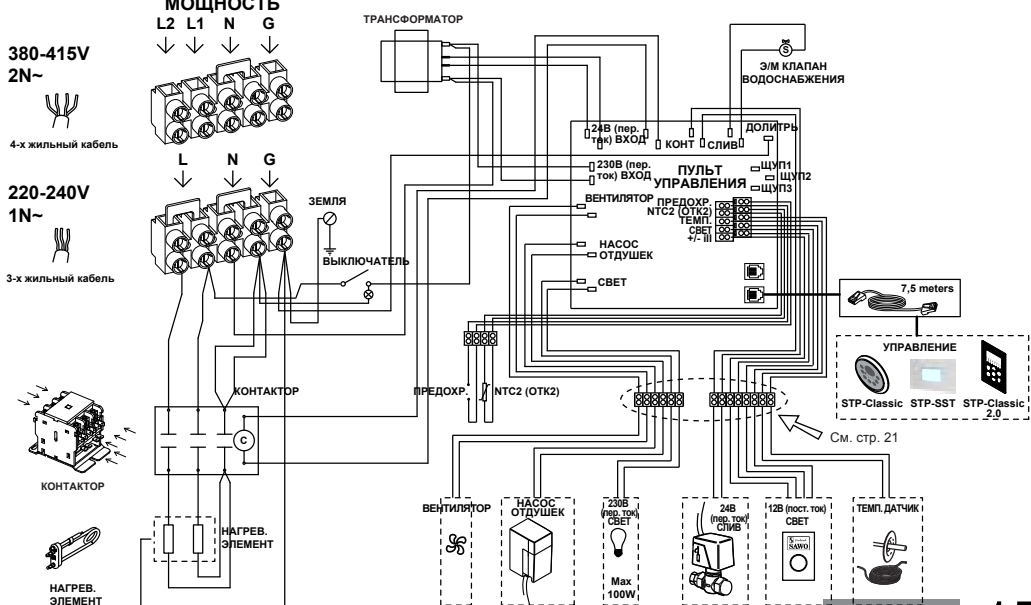 МОЩНОСТЬ
L2 L1 N G
380-415V
2N~
4-х жильный кабель
L N G
220-240V
1N~
3-х жильный кабель
ТРАНСФОРМАТОР
Э/М КЛАПАН
ВОДОСНАБЖЕНИЯ
S
24В (пер.
ток) ВХОД
КОНТ
СЛИВ
ДОЛИТРЬ
230В (пер.
ток) ВХОД
ПУЛЬТ
УПРАВЛЕНИЯ
ЩУП1
ЩУП2
ЩУП3
ВЕНТИЛЯТОР
ПРЕДОХР.
NTC2 (ОТК2)
ТЕМП.
СВЕТ
+/- III
НАСОС
ОТДУШЕК
СВЕТ
ЗЕМЛЯ
ВЫКЛЮЧАТЕЛЬ
7,5 meters
УПРАВЛЕНИЕ
STP-Classic STP-SST STP-Classic
2.0
КОНТАКТОР
C
ПРЕДОХР.
NTC2 (ОТК2)
См. стр. 21
КОНТАКТОР
НАГРЕВ.
ЭЛЕМЕНТ
НАГРЕВ.
ЭЛЕМЕНТ
ВЕНТИЛЯТОР
НАСОС
ОТДУШЕК
230В
(пер. ток)
СВЕТ
Max
100W
24В
(пер. ток)
СЛИВ
12В (пост. ток)
СВЕТ
SAWO
ТЕМП. ДАТЧИК